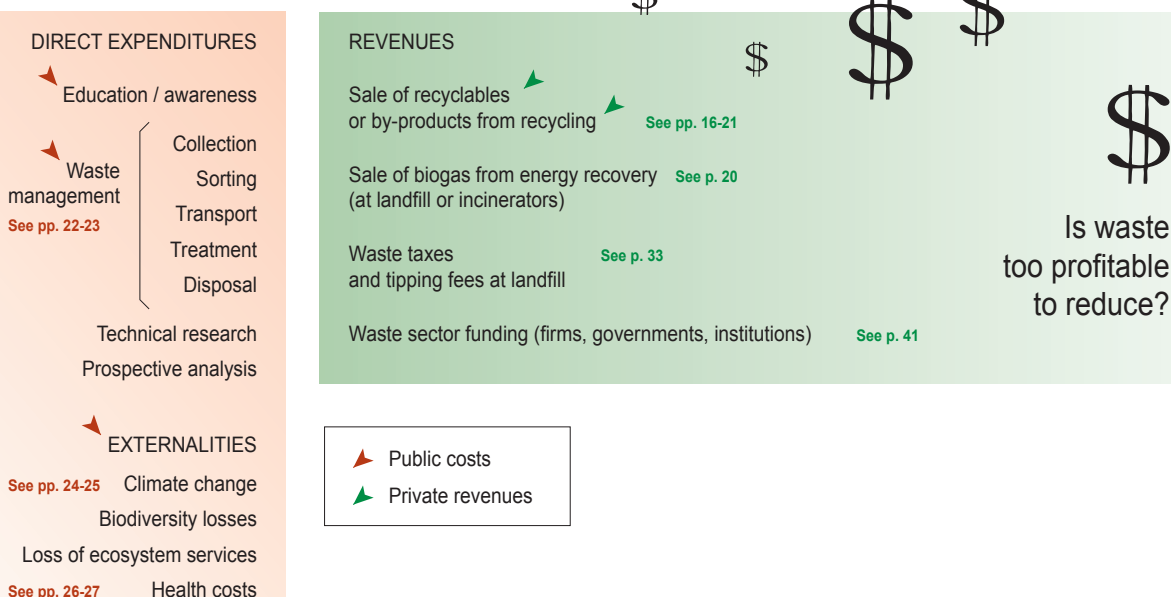 DIRECT EXPENDITURES
Education / awareness
Waste
management
See pp. 22-23
Collection
Sorting
Transport
Treatment
Disposal
Technical research
Prospective analysis
EXTERNALITIES
See pp. 24-25 Climate change
Biodiversity losses
Loss of ecosystem services
See pp. 26-27 Health costs
REVENUES
Sale of recyclables
or by-products from recycling See pp. 16-21
Sale of biogas from energy recovery See p. 20
(at landfill or incinerators)
Waste taxes See p. 33
and tipping fees at landfill
Waste sector funding (firms, governments, institutions) See p. 41
$
$
$
$
$
Is waste
too profitable
to reduce?
Public costs
Private revenues